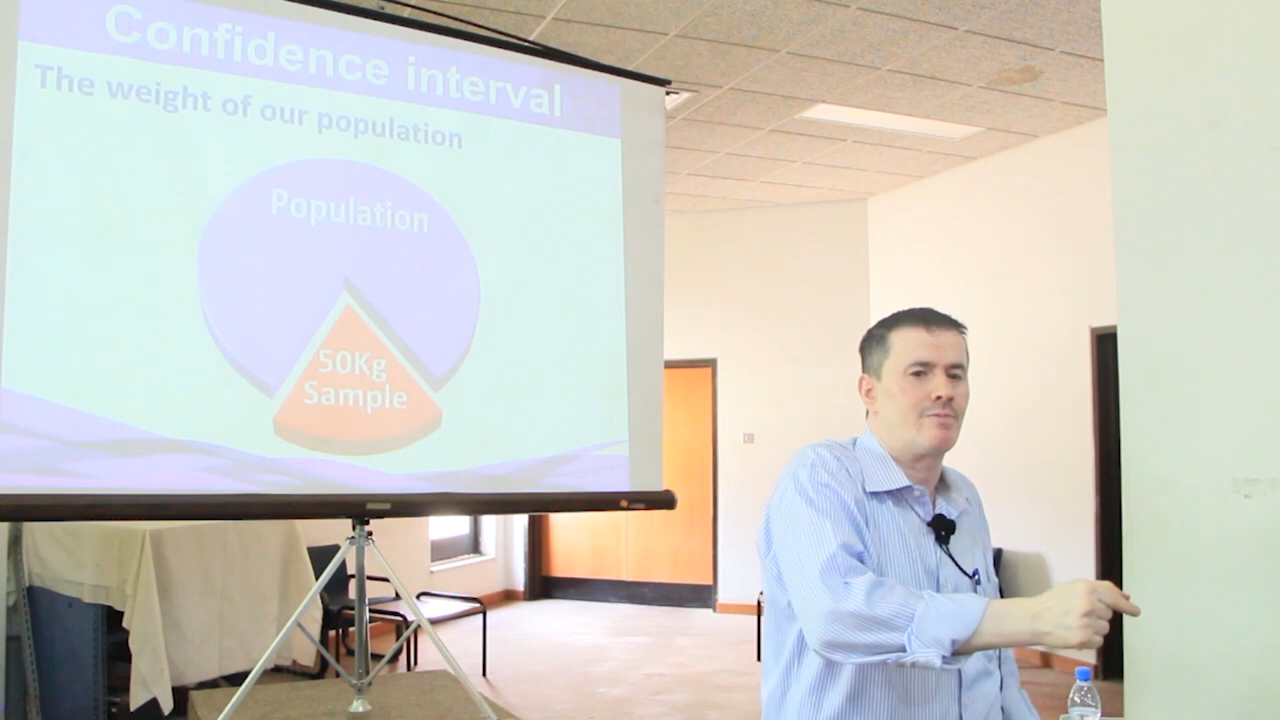 Confidence interval
The weight of our population
Population
50Kg
Sample